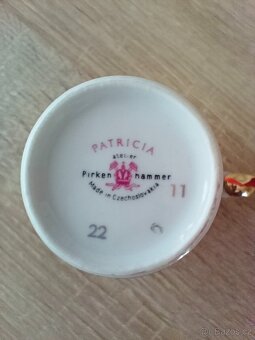 PATRICIA
atelier
Pirken hammer
Made in Czechoslovakia
11
22